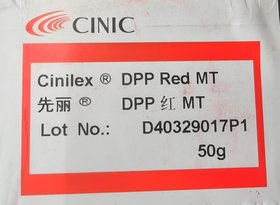 CINIC
Cinilex ® DPP Red MT
先丽 ® DPP 红 MT
Lot No.: D40329017P1
50g